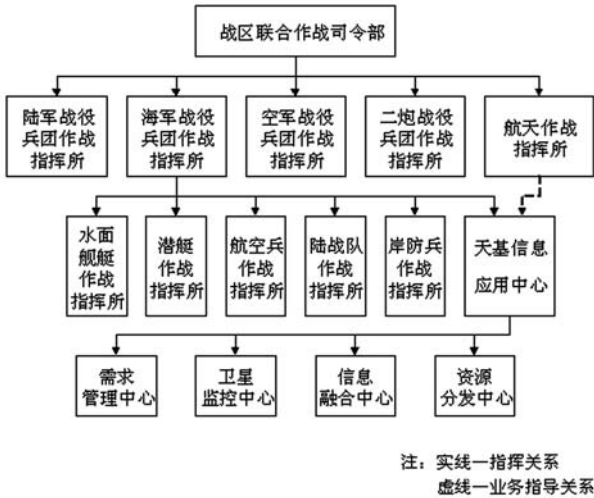 战区联合作战司令部
陆军战役
兵团作战
指挥所
海军战役
兵团作战
指挥所
空军战役
兵团作战
指挥所
二炮战役
兵团作战
指挥所
航天作战
指挥所
水面
舰艇
作战
指挥所
潜艇
作战
指挥所
航空兵
作战
指挥所
陆战队
作战
指挥所
岸防兵
作战
指挥所
天基信息
应用中心
需求
管理中心
卫星
监控中心
信息
融合中心
资源
分发中心
注：实线—指挥关系
虚线—业务指导关系